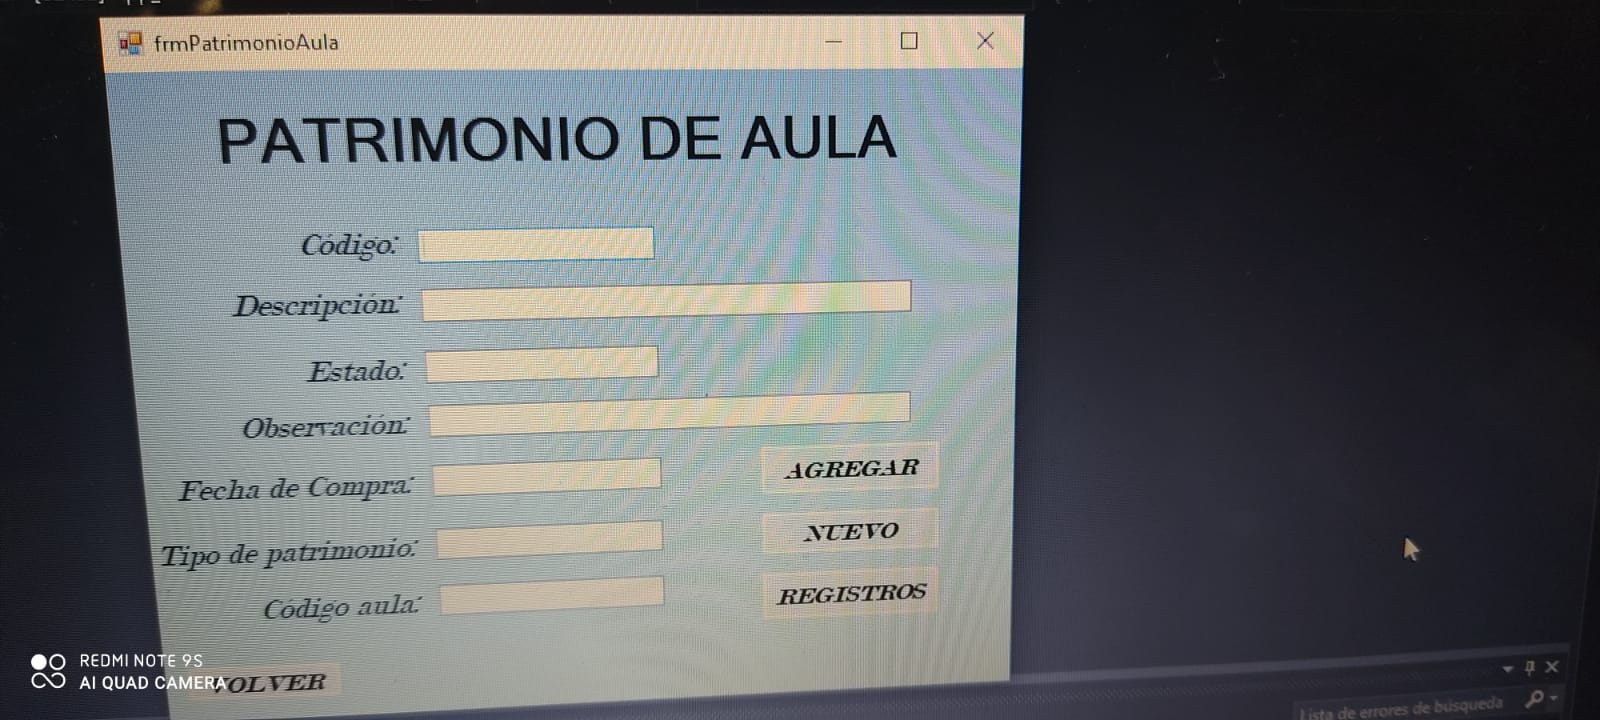 frmPatrimonioAula
PATRIMONIO DE AULA
Código:
Descripción:
Estado:
Observación:
Fecha de Compra:
AGREGAR
Tipo de patrimonio:
NUEVO
Código aula:
REGISTROS
VOLVER
REDMI NOTE 9S
AI QUAD CAMERA
Lista de errores de búsqueda